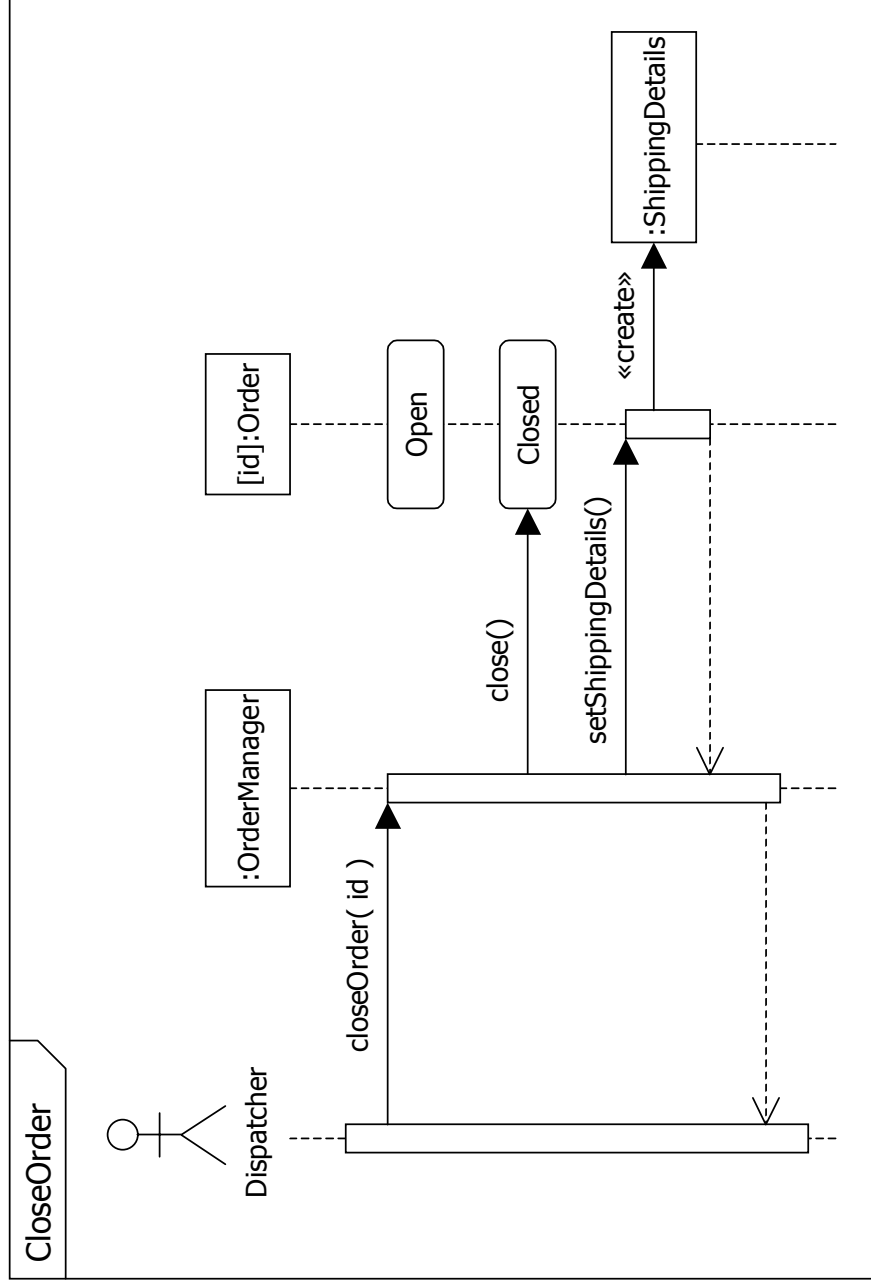 CloseOrder
Dispatcher
:OrderManager
[id]:Order
closeOrder( id )
Open
close()
Closed
setShippingDetails()
«create»
:ShippingDetails